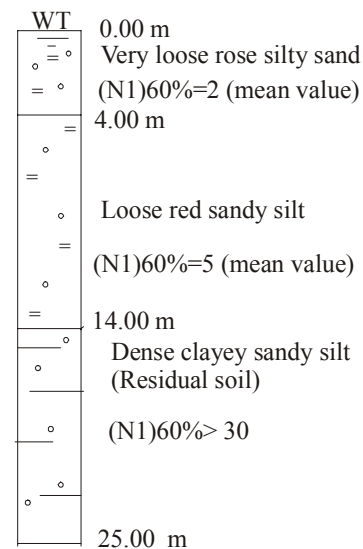 WT
0.00 m
Very loose rose silty sand
(N1)60%=2 (mean value)
4.00 m
Loose red sandy silt
(N1)60%=5 (mean value)
14.00 m
Dense clayey sandy silt
(Residual soil)
(N1)60%> 30
25.00 m